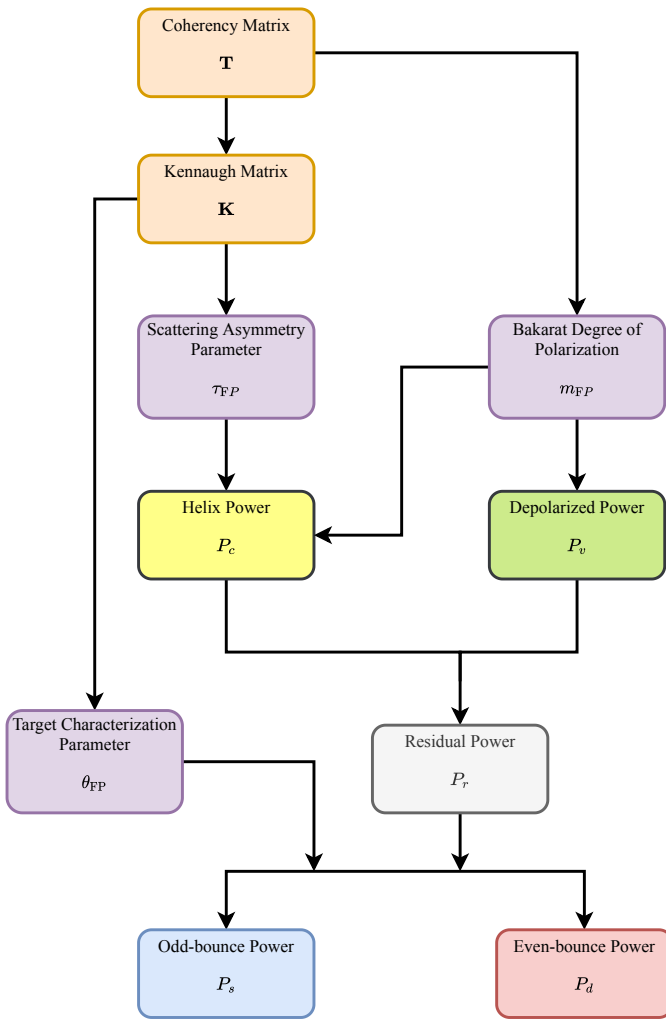 Coherency Matrix
T
Kennaugh Matrix
K
Scattering Asymmetry
Parameter
τFP
Bakarat Degree of
Polarization
mFP
Helix Power
Pc
Depolarized Power
Pv
Target Characterization
Parameter
θFP
Residual Power
Pr
Odd-bounce Power
Ps
Even-bounce Power
Pd